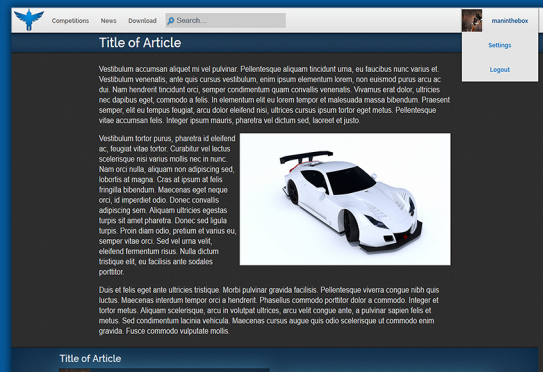 Competitions News Download Search... maninthebox
Settings
Logout
Title of Article
Vestibulum accumsan aliquet mi vel pulvinar. Pellentesque aliquam tincidunt urna, eu faucibus nunc varius et.
Vestibulum venenatis, ante quis cursus vestibulum, enim ipsum elementum lorem, non euismod purus arcu ac
dui. Nam hendrerit tincidunt orci, semper condimentum quam convallis venenatis. Vivamus erat dolor, ultricies
nec dapibus eget, commodo a felis. In elementum elit eu lorem tempor et malesuada massa bibendum. Praesent
semper, elit eu tempus feugiat, arcu dolor eleifend nisi, ultrices cursus ipsum tortor eget metus. Pellentesque
vitae accumsan felis. Integer ipsum mauris, pharetra vel dictum sed, laoreet et justo.
Vestibulum tortor purus, pharetra id eleifend
ac, feugiat vitae tortor. Curabitur vel lectus
scelerisque nisi varius mollis nec in nunc.
Nam orci nulla, aliquam non adipiscing sed,
lobortis at magna. Cras at ipsum at felis
fringilla bibendum. Maecenas eget neque
orci, id imperdiet odio. Donec convallis
adipiscing sem. Aliquam ultricies egestas
turpis sit amet pharetra. Donec sed ligula
turpis. Proin diam odio, pretium et varius eu,
semper vitae orci. Sed vel urna velit,
eleifend fermentum risus. Nulla dictum
tristique elit, eu facilisis ante sodales
porttitor.
Duis et felis eget ante ultricies tristique. Morbi pulvinar gravida facilisis. Pellentesque viverra congue nibh quis
luctus. Maecenas interdum tempor orci a hendrerit. Phasellus commodo porttitor dolor a commodo. Integer et
tortor metus. Aliquam scelerisque, arcu in volutpat ultrices, arcu velit congue ante, a pulvinar sapien felis et
metus. Sed condimentum lacinia vehicula. Maecenas cursus augue quis odio scelerisque ut commodo enim
gravida. Fusce commodo vulputate mollis.
Title of Article